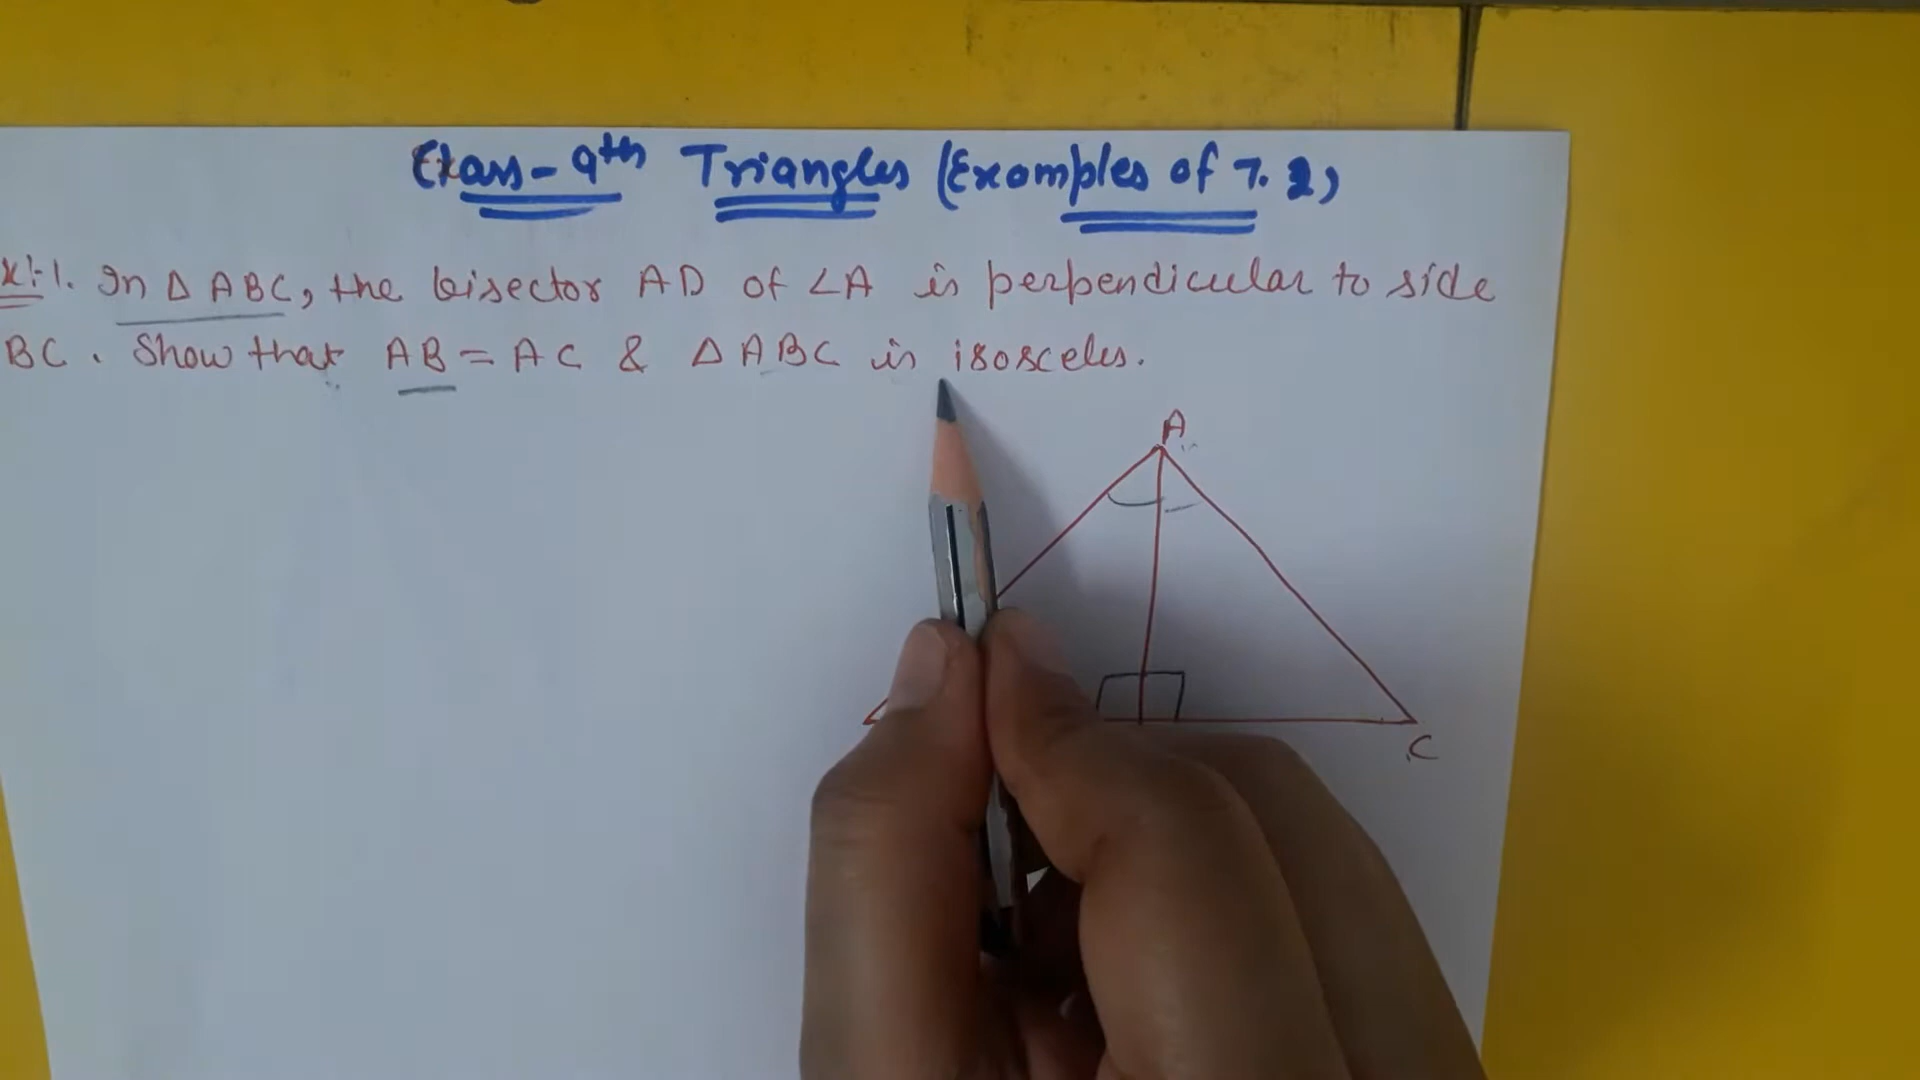 Class-9th Triangles (Examples of 7.2)
x:-1. In Δ ABC, the bisector AD of ∠A is perpendicular to side
BC. Show that AB = AC & Δ ABC is isosceles.
A
C